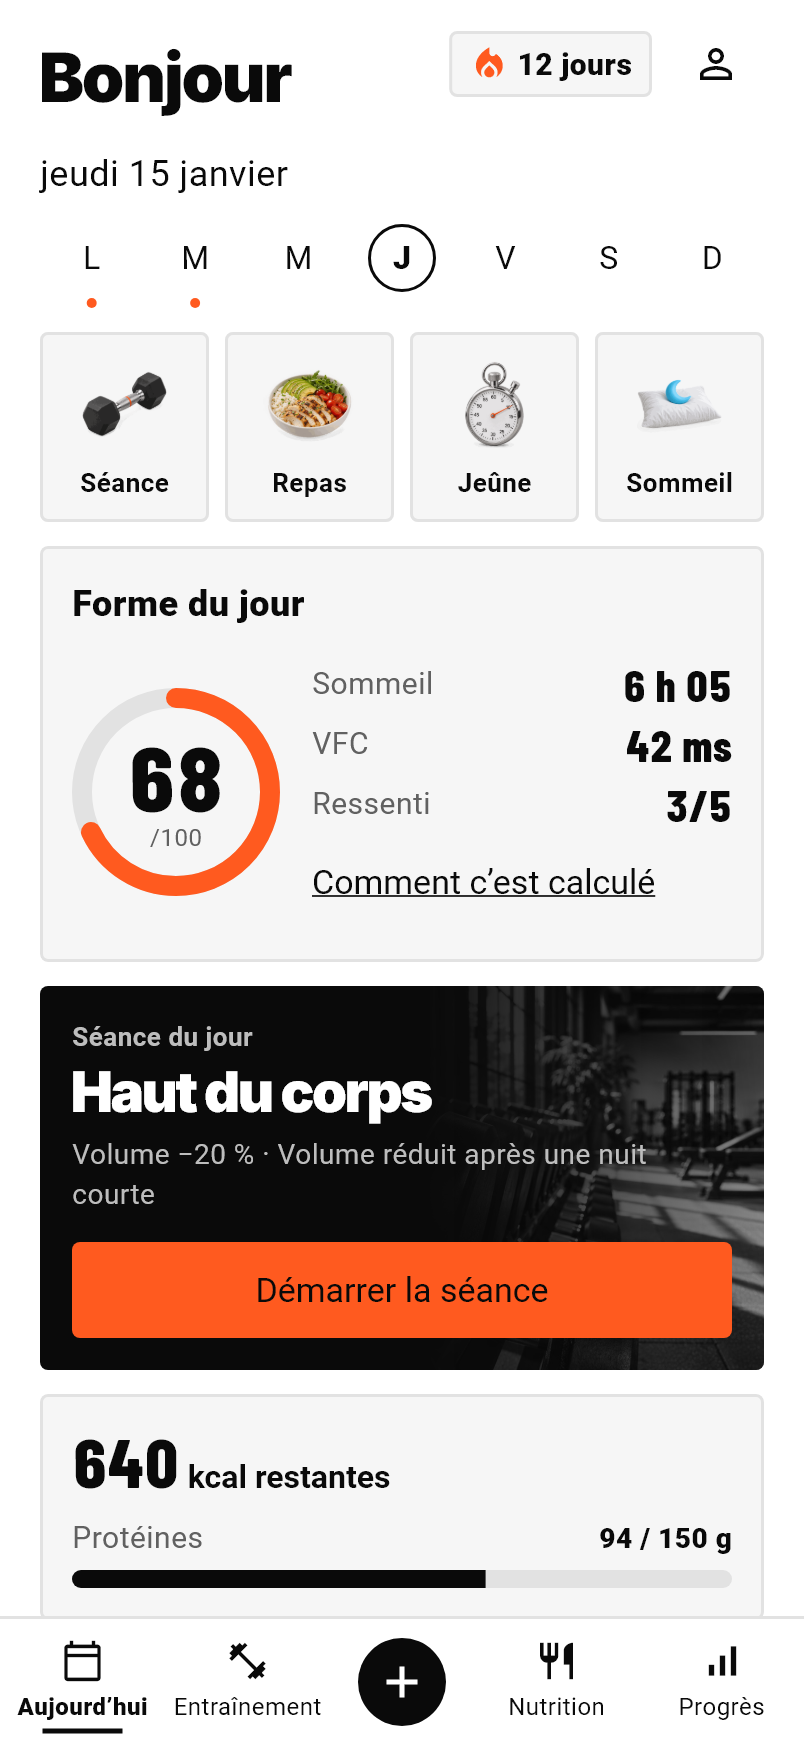 Bonjour
12 jours
jeudi 15 janvier
L M M J V S D
Séance Repas Jeûne Sommeil
Forme du jour
68
/100
Sommeil 6 h 05
VFC 42 ms
Ressenti 3/5
Comment c’est calculé
Séance du jour
Haut du corps
Volume −20 % · Volume réduit après une nuit
courte
Démarrer la séance
640 kcal restantes
Protéines 94 / 150 g
Aujourd’hui Entraînement Nutrition Progrès